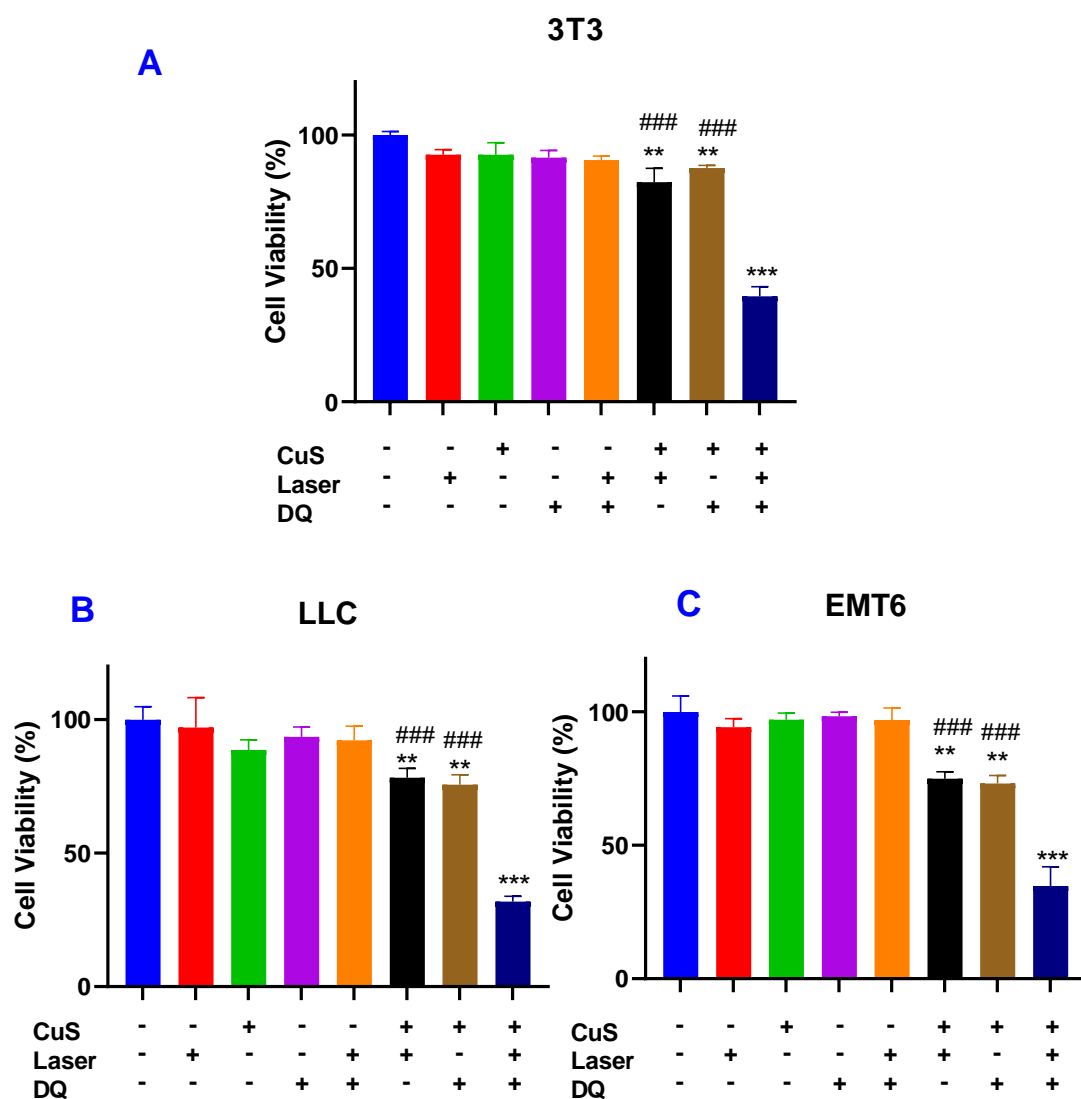 3T3
A
Cell Viability (%)
100
50
0
### ###
** **
***
CuS - - + - - + + +
Laser - + - - + + - +
DQ - - - + + - + +
B
LLC
Cell Viability (%)
100
50
0
### ###
** **
***
CuS - - + - - + + +
Laser - + - - + + - +
DQ - - - + + - + +
C
EMT6
Cell Viability (%)
100
50
0
### ###
** **
***
CuS - - + - - + + +
Laser - + - - + + - +
DQ - - - + + - + +